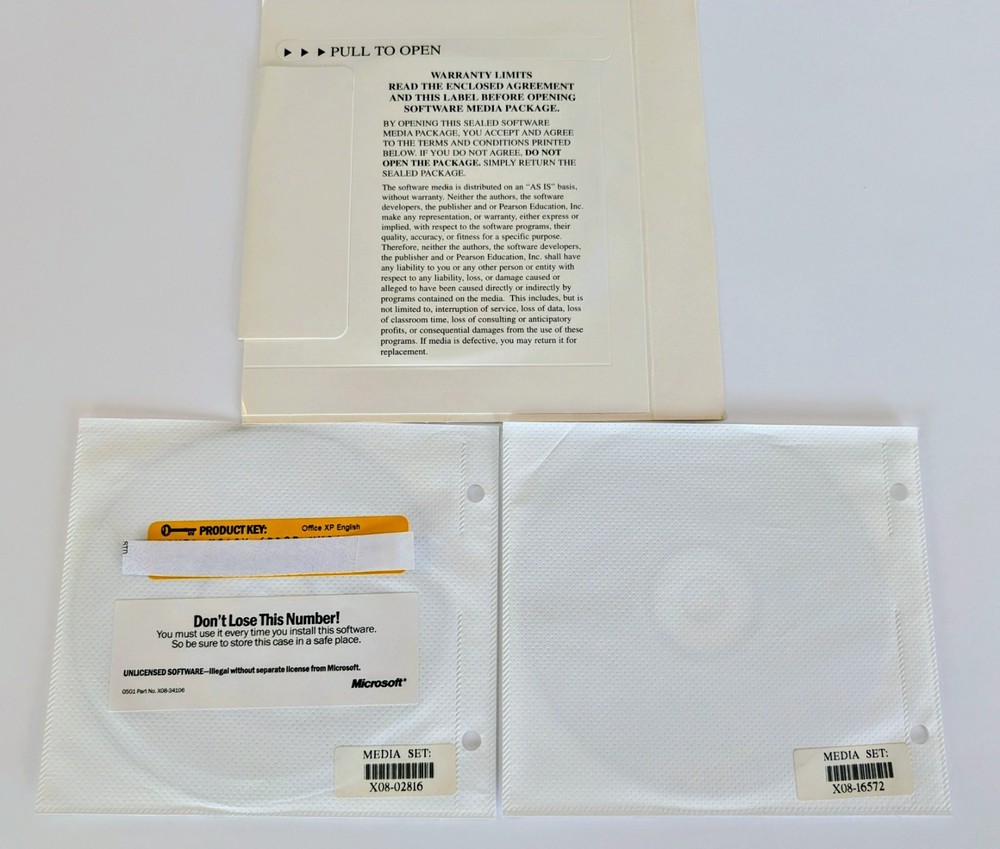 ▶ ▶ ▶ PULL TO OPEN
WARRANTY LIMITS
READ THE ENCLOSED AGREEMENT
AND THIS LABEL BEFORE OPENING
SOFTWARE MEDIA PACKAGE.
BY OPENING THIS SEALED SOFTWARE
MEDIA PACKAGE, YOU ACCEPT AND AGREE
TO THE TERMS AND CONDITIONS PRINTED
BELOW. IF YOU DO NOT AGREE, DO NOT
OPEN THE PACKAGE. SIMPLY RETURN THE
SEALED PACKAGE.
The software media is distributed on an "AS IS" basis,
without warranty. Neither the authors, the software
developers, the publisher and or Pearson Education, Inc.
make any representation, or warranty, either express or
implied, with respect to the software programs, their
quality, accuracy, or fitness for a specific purpose.
Therefore, neither the authors, the software developers,
the publisher and or Pearson Education, Inc. shall have
any liability to you or any other person or entity with
respect to any liability, loss, or damage caused or
alleged to have been caused directly or indirectly by
programs contained on the media. This includes, but is
not limited to, interruption of service, loss of data, loss
of classroom time, loss of consulting or anticipatory
profits, or consequential damages from the use of these
programs. If media is defective, you may return it for
replacement.
PRODUCT KEY: Office XP English
Don't Lose This Number!
You must use it every time you install this software.
So be sure to store this case in a safe place.
UNLICENSED SOFTWARE—Illegal without separate license from Microsoft.
0501 Part No. X08-34106
Microsoft®
MEDIA SET:
X08-02816
MEDIA SET:
X08-16572